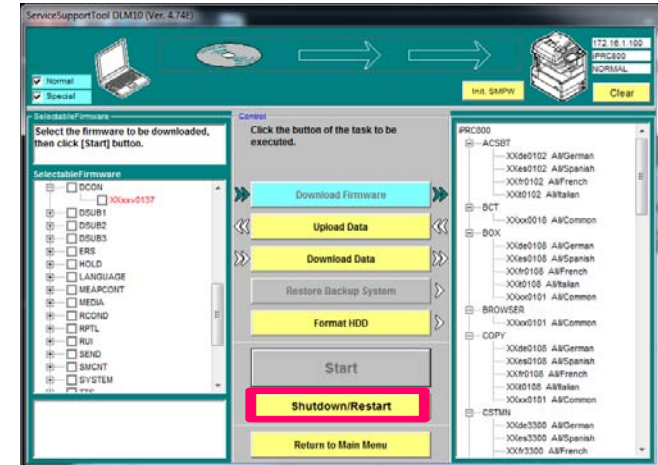 ServiceSupportTool DLM10 (Ver. 4.74E)
172.16.1.100
iPRC800
NORMAL
Normal
Special
Init. SMPW
Clear
SelectableFirmware
Select the firmware to be downloaded,
then click [Start] button.
SelectableFirmware
DCON
XXxxv0137
DSUB1
DSUB2
DSUB3
ERS
HOLD
LANGUAGE
MEAPCONT
MEDIA
RCOND
RPTL
RUI
SEND
SMCNT
SYSTEM
TTS
Control
Click the button of the task to be
executed.
Download Firmware
Upload Data
Download Data
Restore Backup System
Format HDD
Start
Shutdown/Restart
Return to Main Menu
iPRC800
ACSBT
XXde0102 All/German
XXes0102 All/Spanish
XXfr0102 All/French
XXit0102 All/Italian
BCT
XXxx0018 All/Common
BOX
XXde0108 All/German
XXes0108 All/Spanish
XXfr0108 All/French
XXit0108 All/Italian
XXxx0101 All/Common
BROWSER
XXxx0101 All/Common
COPY
XXde0108 All/German
XXes0108 All/Spanish
XXfr0108 All/French
XXit0108 All/Italian
XXxx0101 All/Common
CSTMN
XXde3300 All/German
XXes3300 All/Spanish
XXfr3300 All/French